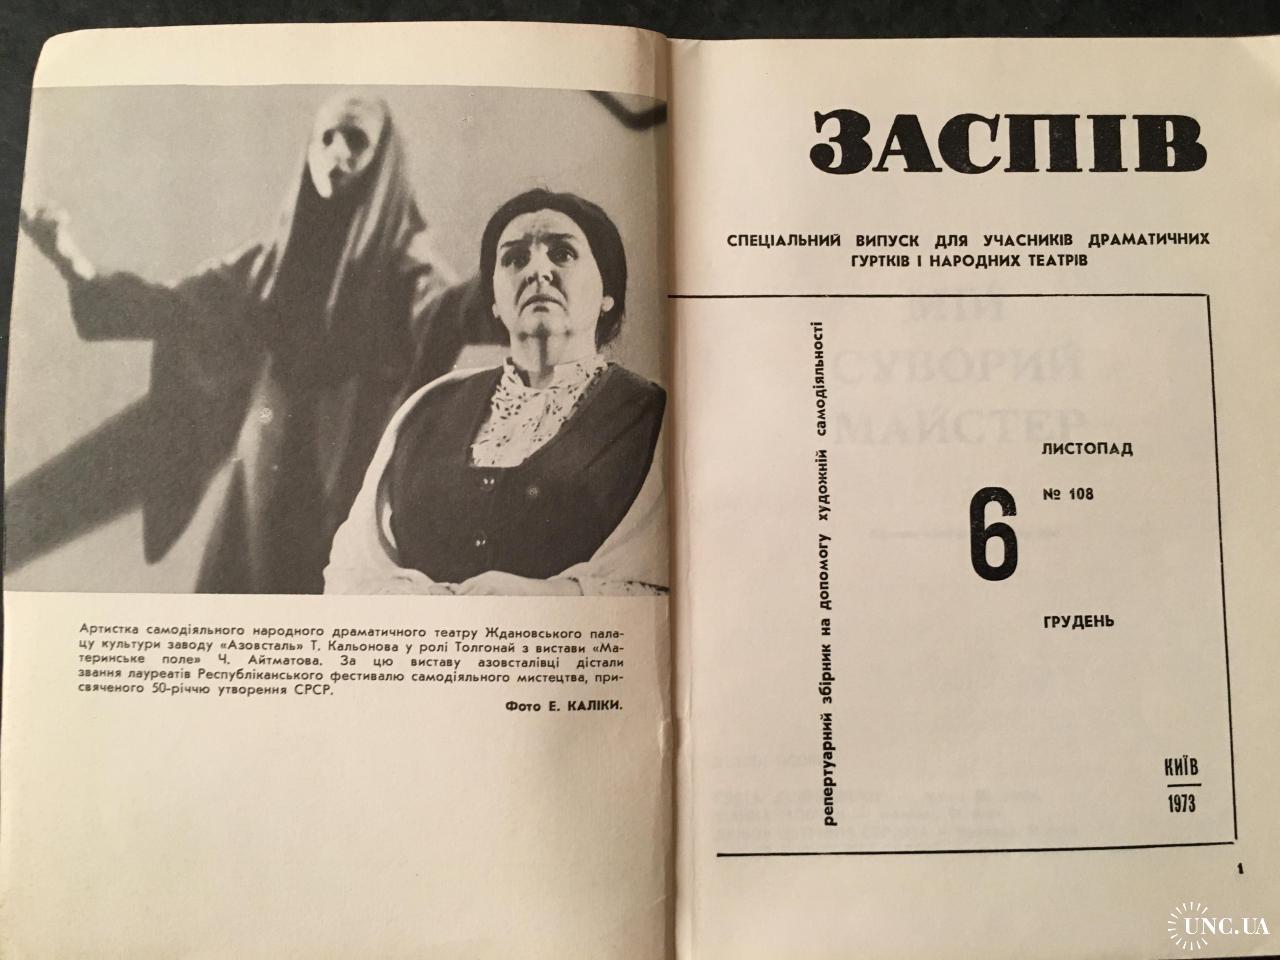 Артистка самодіяльного народного драматичного театру Ждановського пала-
цу культури заводу «Азовсталь» Т. Кальонова у ролі Толгонай з вистави «Ма-
теринське поле» Ч. Айтматова. За цю виставу азовсталівці дістали
звання лауреатів Республіканського фестивалю самодіяльного мистецтва, при-
свяченого 50-річчю утворення СРСР.
Фото Е. КАЛІКИ.
ЗАСПІВ
СПЕЦІАЛЬНИЙ ВИПУСК ДЛЯ УЧАСНИКІВ ДРАМАТИЧНИХ
ГУРТКІВ І НАРОДНИХ ТЕАТРІВ
репертуарний збірник на допомогу художній самодіяльності
ЛИСТОПАД
6
№ 108
ГРУДЕНЬ
КИЇВ
1973
1
СУВОРИЙ
МАЙСТЕР
UNC.UA